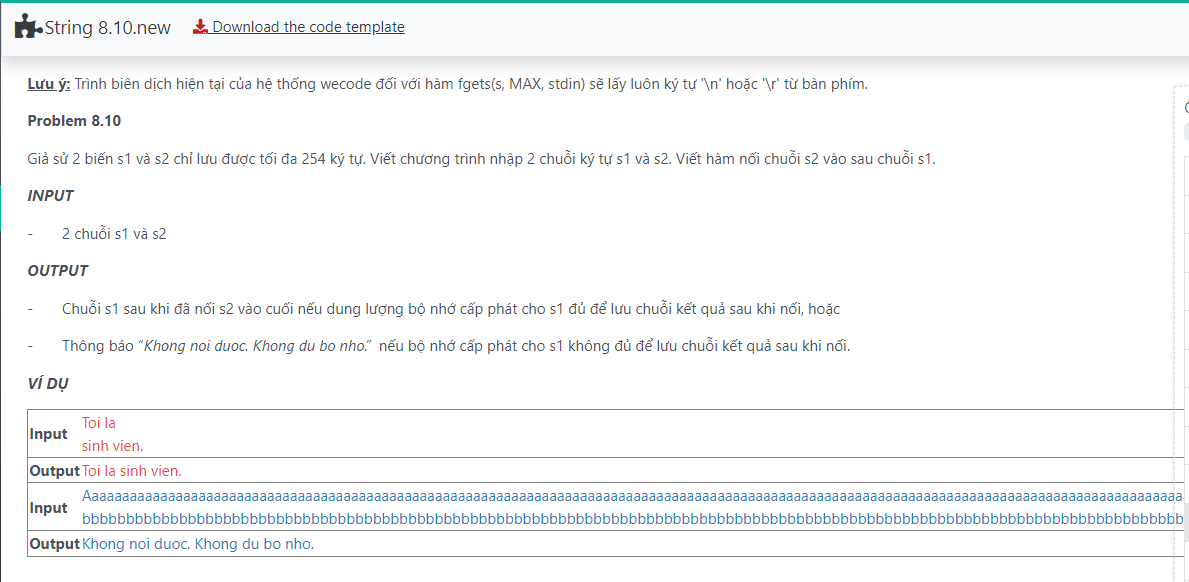 String 8.10.new Download the code template
Lưu ý: Trình biên dịch hiện tại của hệ thống wecode đối với hàm fgets(s, MAX, stdin) sẽ lấy luôn ký tự '\n' hoặc '\r' từ bàn phím.
Problem 8.10
Giả sử 2 biến s1 và s2 chỉ lưu được tối đa 254 ký tự. Viết chương trình nhập 2 chuỗi ký tự s1 và s2. Viết hàm nối chuỗi s2 vào sau chuỗi s1.
INPUT
- 2 chuỗi s1 và s2
OUTPUT
- Chuỗi s1 sau khi đã nối s2 vào cuối nếu dung lượng bộ nhớ cấp phát cho s1 đủ để lưu chuỗi kết quả sau khi nối, hoặc
- Thông báo “Khong noi duoc. Khong du bo nho.” nếu bộ nhớ cấp phát cho s1 không đủ để lưu chuỗi kết quả sau khi nối.
VÍ DỤ
Input Toi la
sinh vien.
Output Toi la sinh vien.
Input
Output Khong noi duoc. Khong du bo nho.